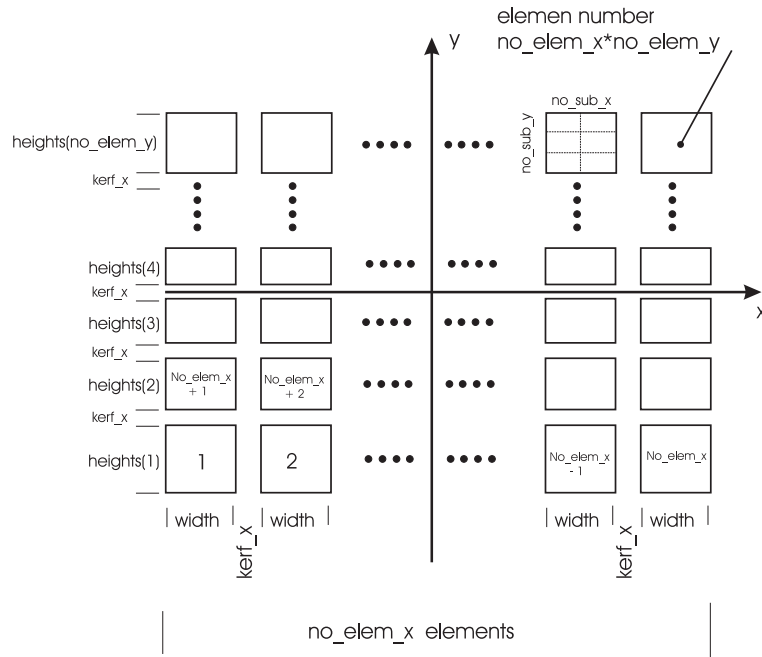 elemen number
no_elem_x*no_elem_y
y
no_sub_x
no_sub_y
heights(no_elem_y)
kerf_x
heights(4)
kerf_x
x
heights(3)
kerf_x
heights(2)
No_elem_x
+ 1
No_elem_x
+ 2
kerf_x
heights(1)
1
2
No_elem_x
- 1
No_elem_x
width
width
width
width
kerf_x
kerf_x
no_elem_x elements